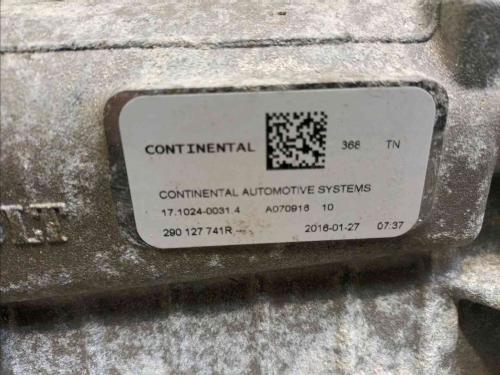 CONTINENTAL 368 TN
CONTINENTAL AUTOMOTIVE SYSTEMS
17.1024-0031.4 A070916 10
290 127 741R 2016-01-27 07:37